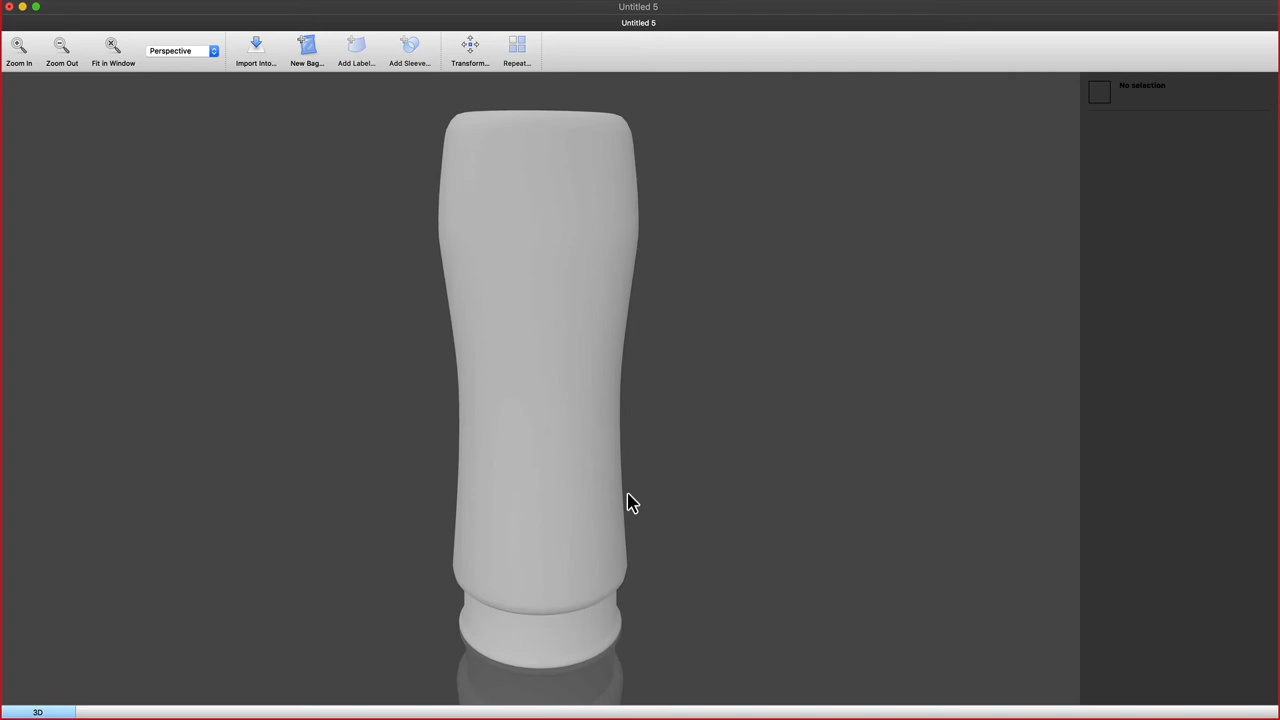 Untitled 5
Untitled 5
Zoom In
Zoom Out
Fit in Window
Perspective
Import Into...
New Bag...
Add Label...
Add Sleeve...
Transform...
Repeat...
No selection
3D